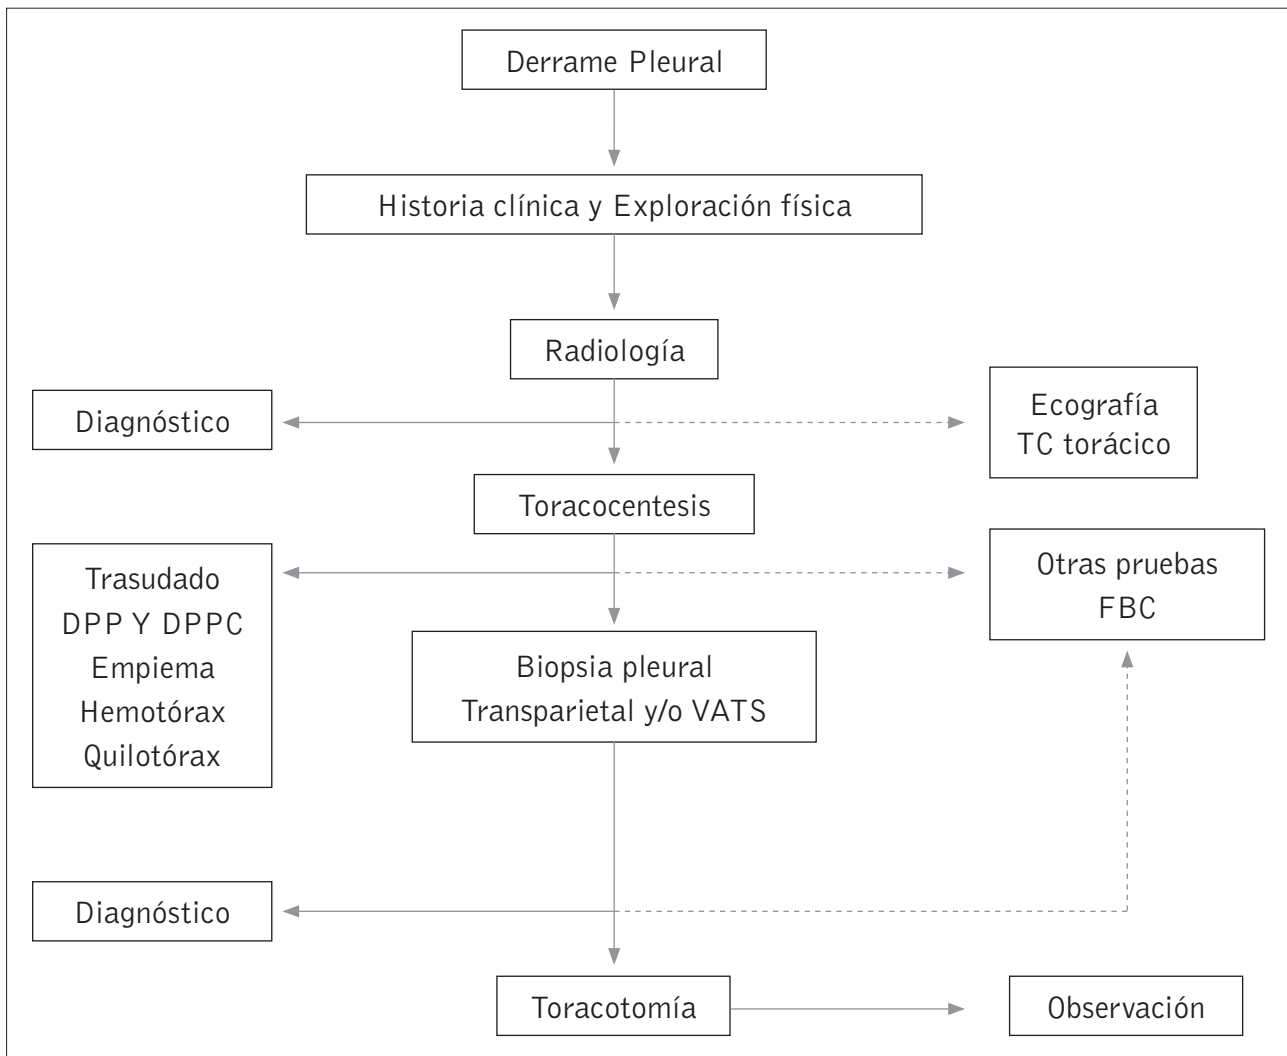 Derrame Pleural
Historia clínica y Exploración física
Radiología
Diagnóstico
Ecografía
TC torácico
Toracocentesis
Trasudado
DPP Y DPPC
Empiema
Hemotórax
Quilotórax
Otras pruebas
FBC
Biopsia pleural
Transparietal y/o VATS
Diagnóstico
Toracotomía
Observación